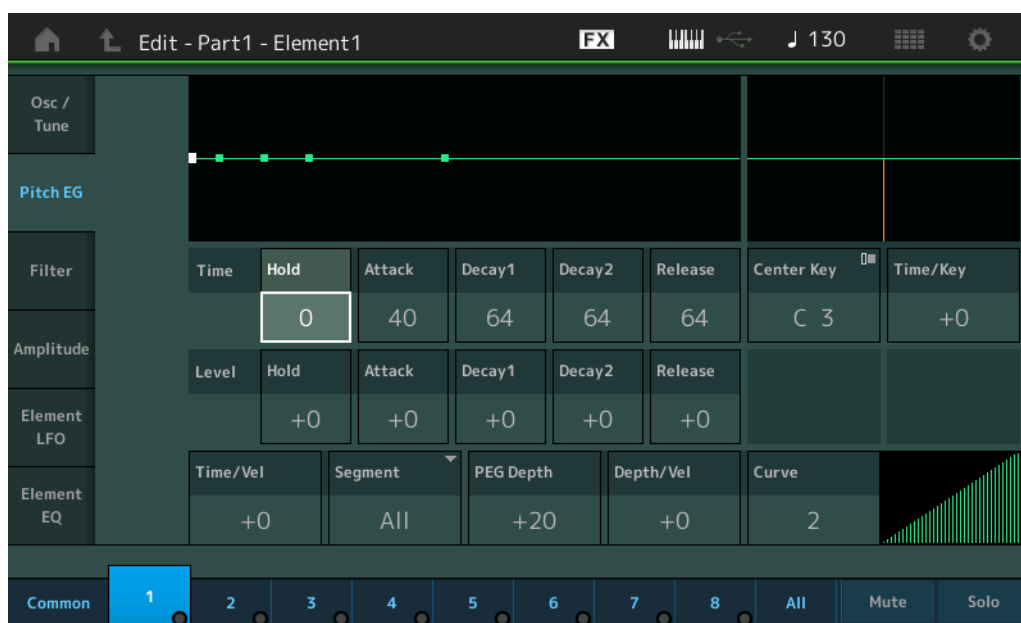 Edit - Part1 - Element1 FX ♩ 130
Osc /
Tune
Pitch EG
Filter
Amplitude
Element
LFO
Element
EQ
Time Hold Attack Decay1 Decay2 Release Center Key Time/Key
0 40 64 64 64 C 3 +0
Level Hold Attack Decay1 Decay2 Release
+0 +0 +0 +0 +0
Time/Vel Segment PEG Depth Depth/Vel Curve
+0 All +20 +0 2
Common 1 2 3 4 5 6 7 8 All Mute Solo